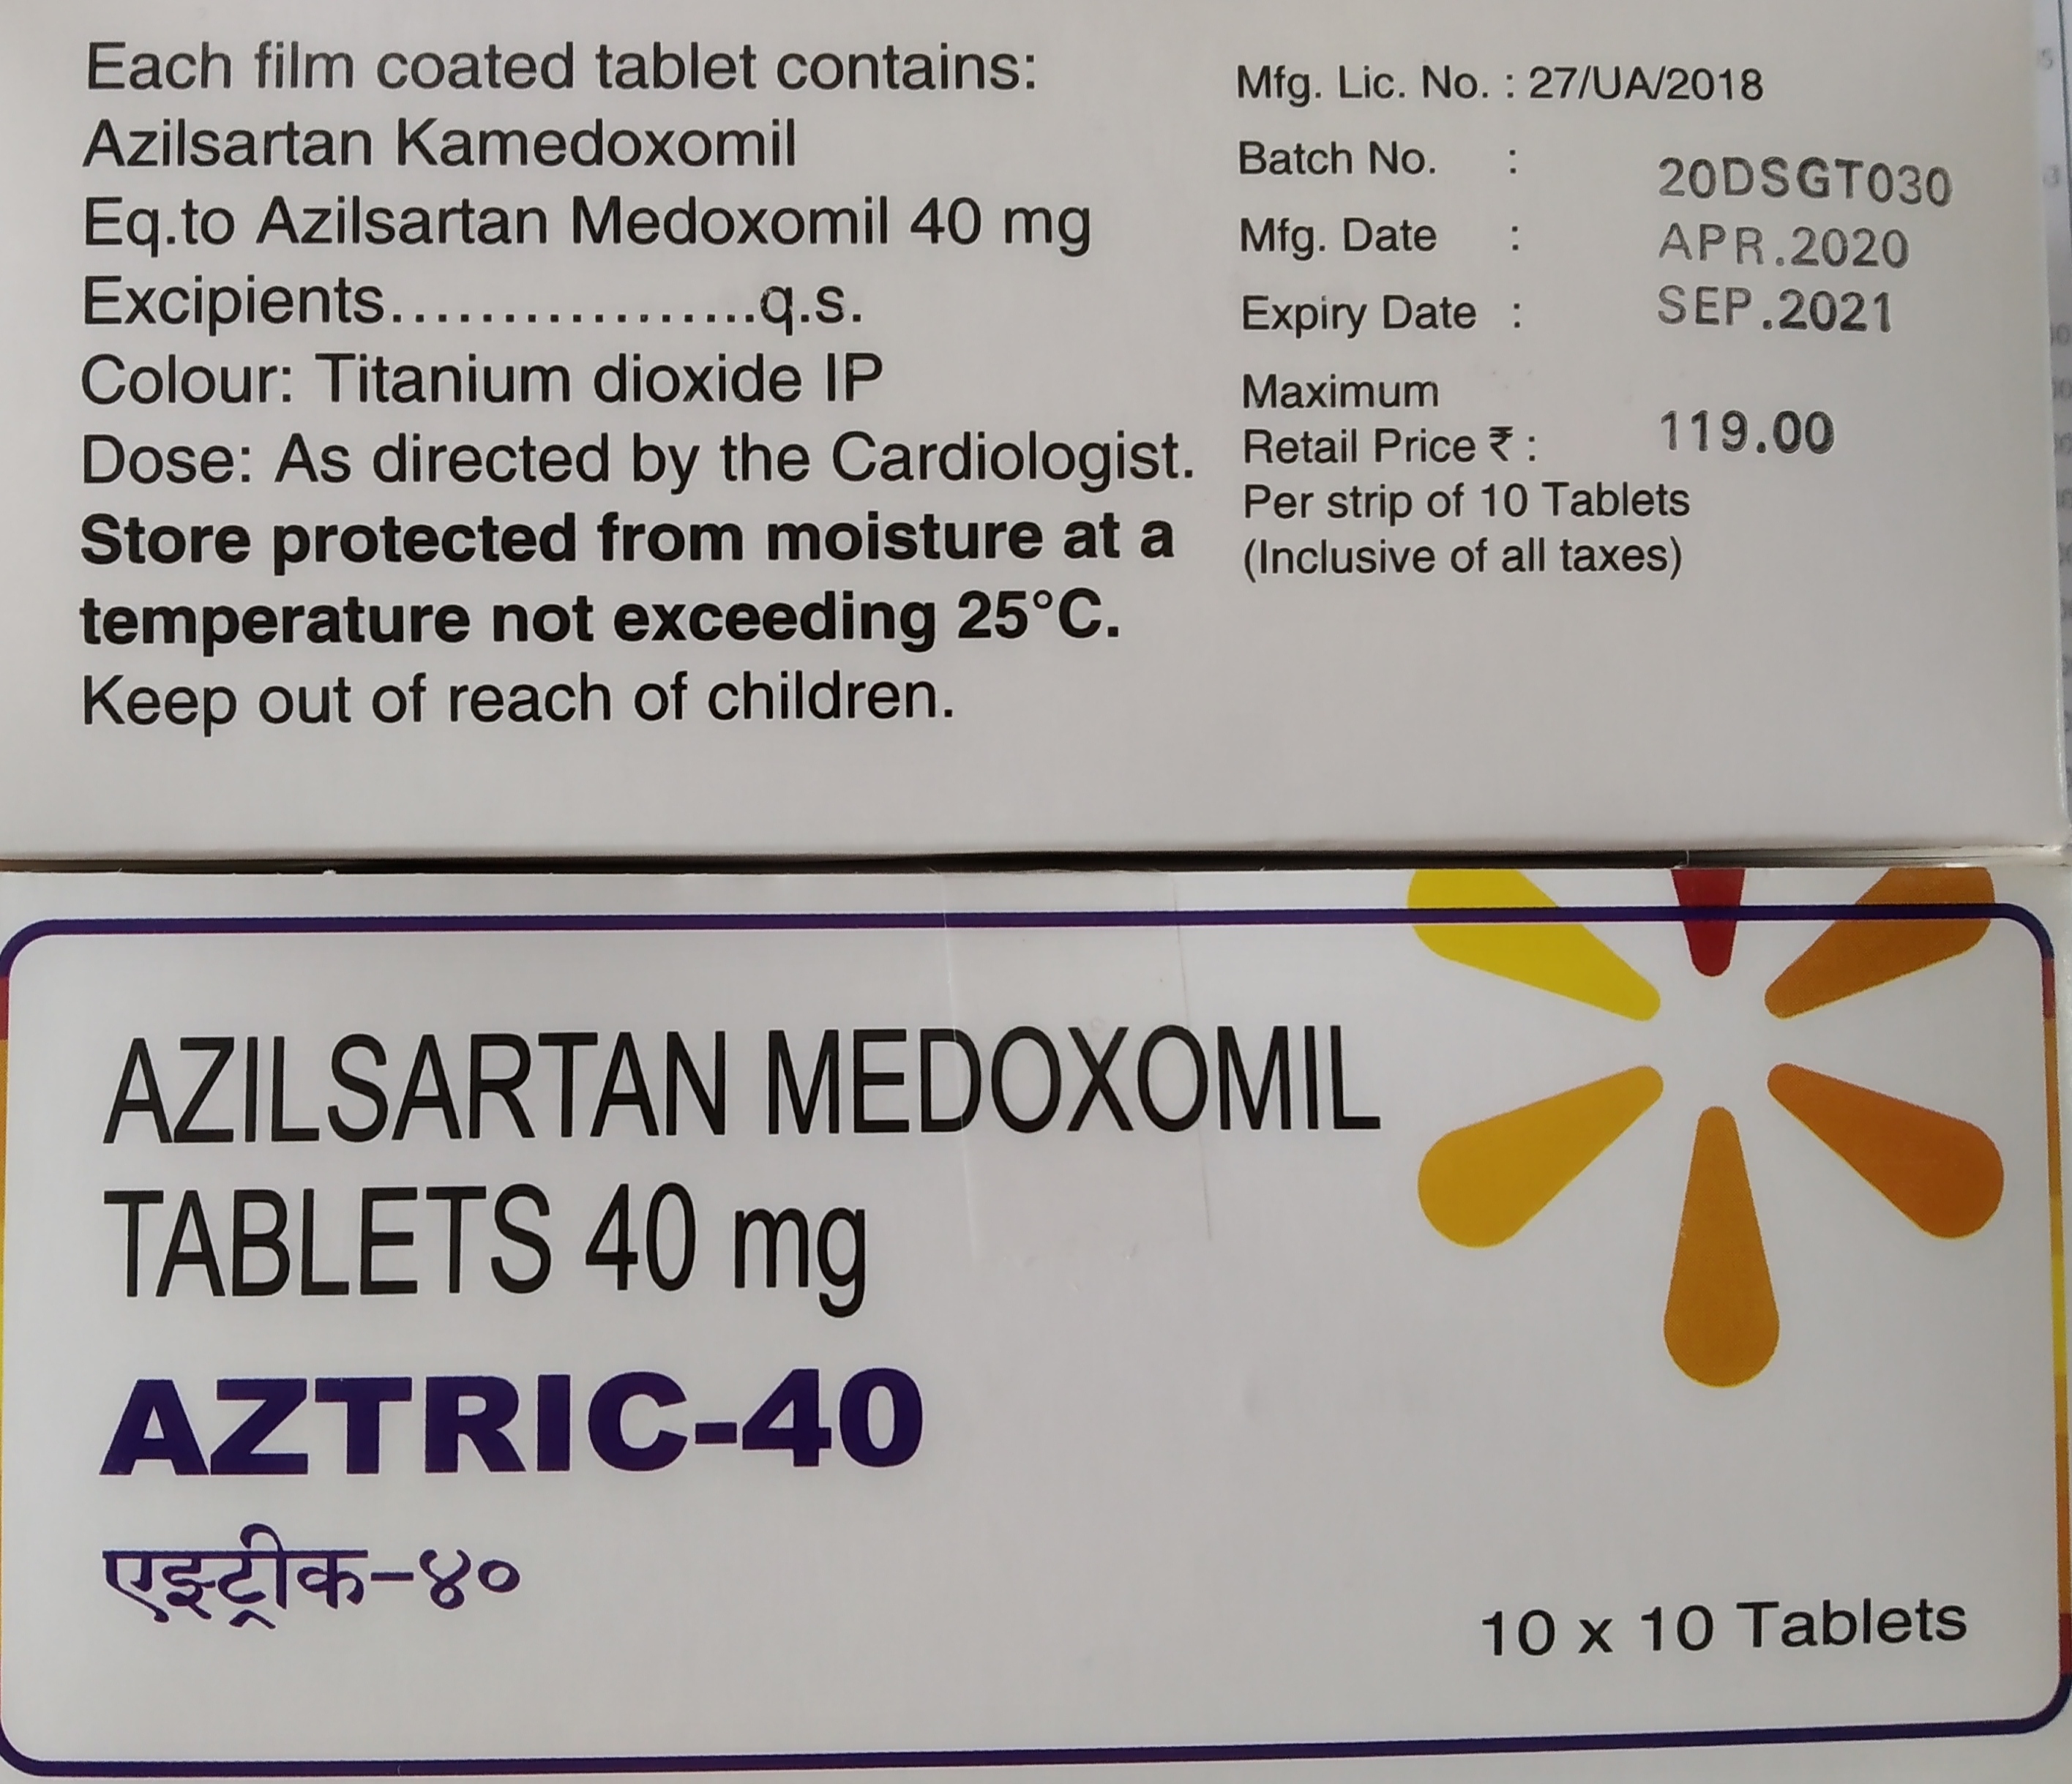 Each film coated tablet contains:
Azilsartan Kamedoxomil
Eq.to Azilsartan Medoxomil 40 mg
Excipients..................q.s.
Colour: Titanium dioxide IP
Dose: As directed by the Cardiologist.
Store protected from moisture at a
temperature not exceeding 25°C.
Keep out of reach of children.
Mfg. Lic. No. : 27/UA/2018
Batch No. : 20DSGT030
Mfg. Date : APR.2020
Expiry Date : SEP.2021
Maximum
Retail Price ₹ : 119.00
Per strip of 10 Tablets
(Inclusive of all taxes)
AZILSARTAN MEDOXOMIL
TABLETS 40 mg
AZTRIC-40
एझ्ट्रीक-४०
10 x 10 Tablets